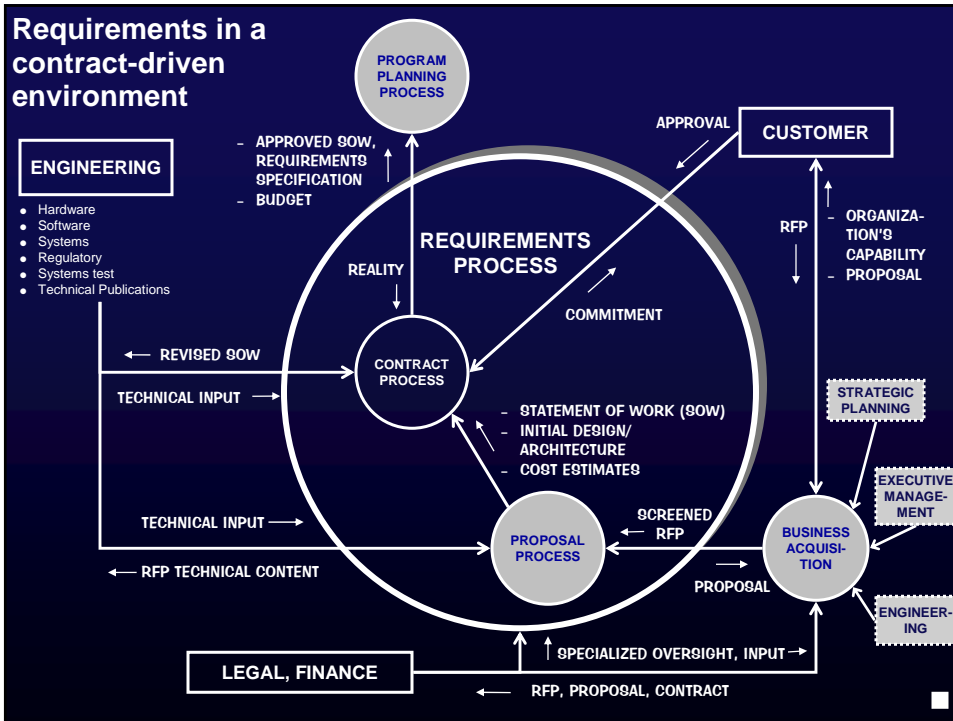 Requirements in a
contract-driven
environment
PROGRAM
PLANNING
PROCESS
ENGINEERING
Hardware
Software
Systems
Regulatory
Systems test
Technical Publications
– APPROVED SOW,
REQUIREMENTS
SPECIFICATION
– BUDGET
APPROVAL
CUSTOMER
RFP
– ORGANIZA-
TION'S
CAPABILITY
– PROPOSAL
REQUIREMENTS
PROCESS
REALITY
COMMITMENT
REVISED SOW
CONTRACT
PROCESS
TECHNICAL INPUT
– STATEMENT OF WORK (SOW)
– INITIAL DESIGN/
ARCHITECTURE
– COST ESTIMATES
STRATEGIC
PLANNING
EXECUTIVE
MANAGE-
MENT
TECHNICAL INPUT
PROPOSAL
PROCESS
SCREENED
RFP
BUSINESS
ACQUISI-
TION
RFP TECHNICAL CONTENT
PROPOSAL
ENGINEER-
ING
LEGAL, FINANCE
SPECIALIZED OVERSIGHT, INPUT
RFP, PROPOSAL, CONTRACT